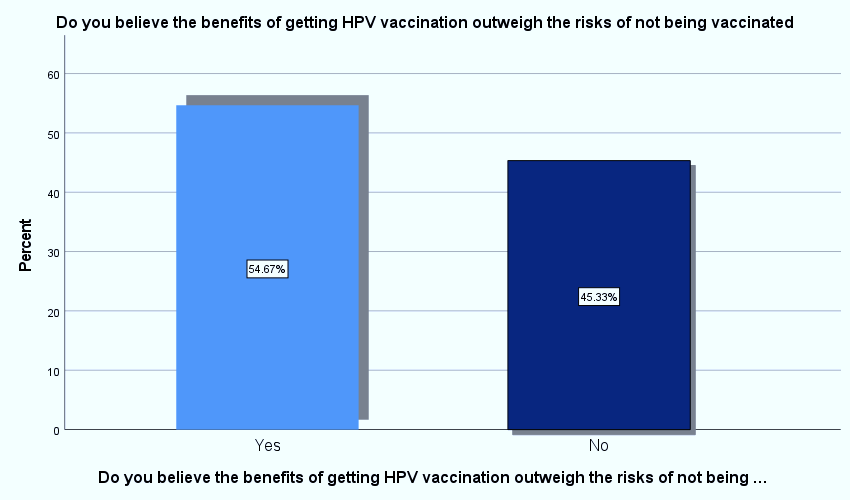 Do you believe the benefits of getting HPV vaccination outweigh the risks of not being vaccinated
60
50
40
30
20
10
0
Percent
54.67%
45.33%
Yes No
Do you believe the benefits of getting HPV vaccination outweigh the risks of not being ...